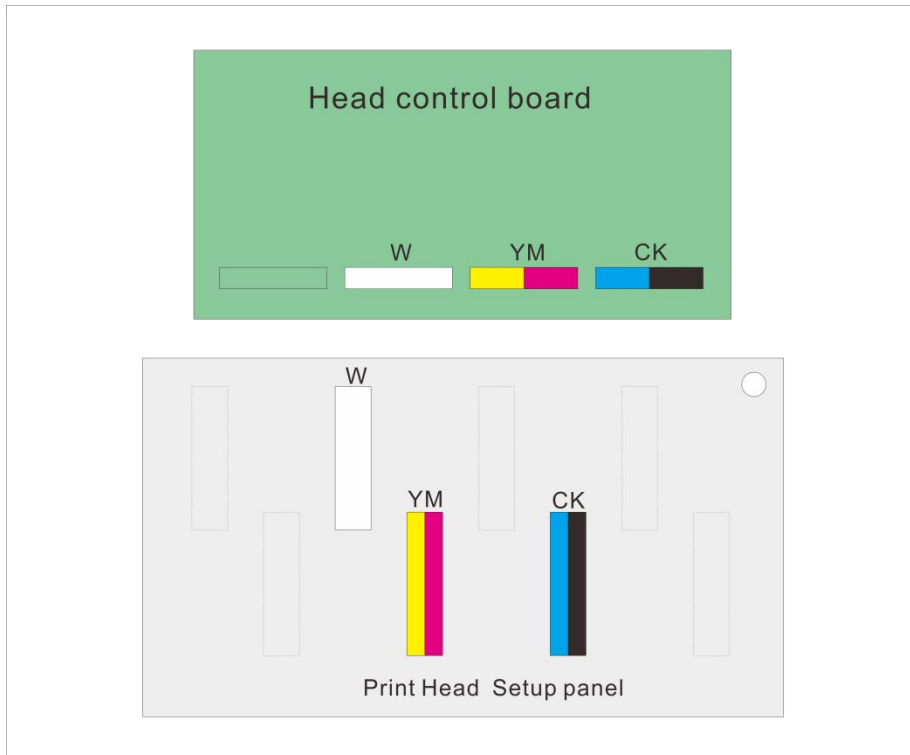 Head control board
W YM CK
W
YM CK
Print Head Setup panel